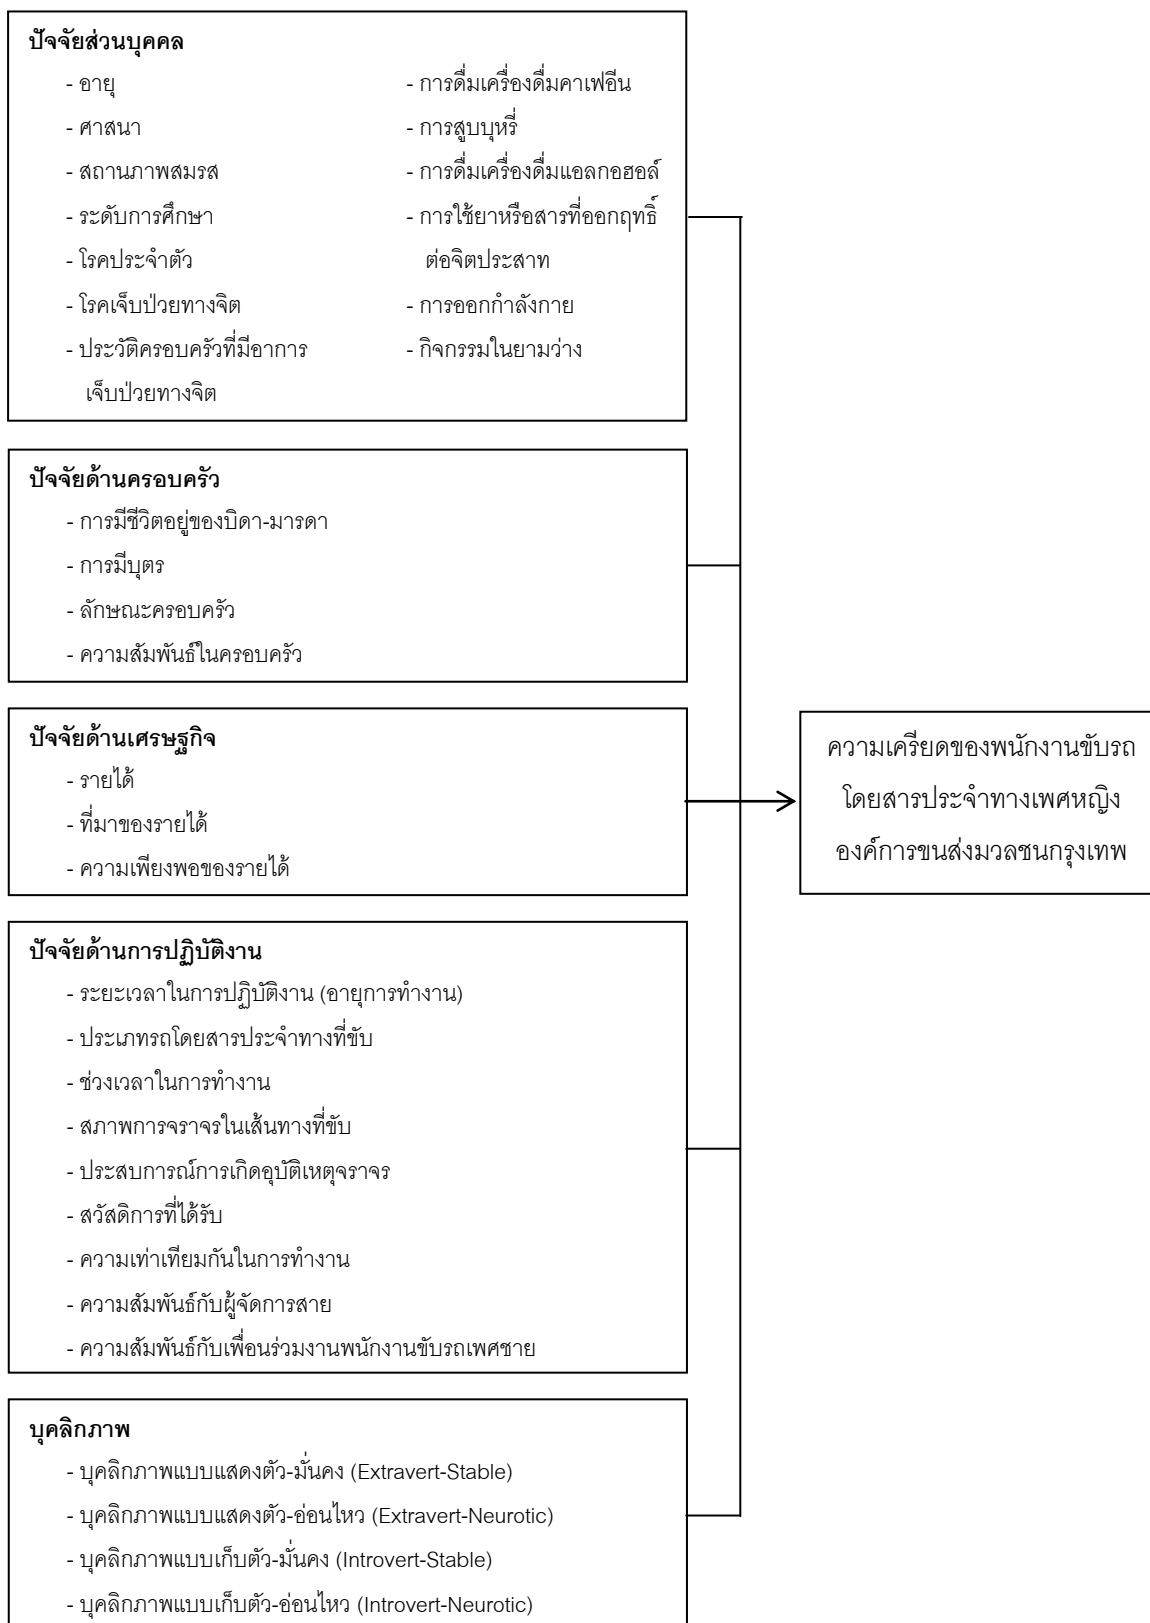 ปัจจัยส่วนบุคคล
- อายุ
- ศาสนา
- สถานภาพสมรส
- ระดับการศึกษา
- โรคประจำตัว
- โรคเจ็บป่วยทางจิต
- ประวัติครอบครัวที่มีอาการ
เจ็บป่วยทางจิต
- การดื่มเครื่องดื่มคาเฟอีน
- การสูบบุหรี่
- การดื่มเครื่องดื่มแอลกอฮอล์
- การใช้ยาหรือสารที่ออกฤทธิ์
ต่อจิตประสาท
- การออกกำลังกาย
- กิจกรรมในยามว่าง
ปัจจัยด้านครอบครัว
- การมีชีวิตอยู่ของบิดา-มารดา
- การมีบุตร
- ลักษณะครอบครัว
- ความสัมพันธ์ในครอบครัว
ปัจจัยด้านเศรษฐกิจ
- รายได้
- ที่มาของรายได้
- ความเพียงพอของรายได้
ปัจจัยด้านการปฏิบัติงาน
- ระยะเวลาในการปฏิบัติงาน (อายุการทำงาน)
- ประเภทรถโดยสารประจำทางที่ขับ
- ช่วงเวลาในการทำงาน
- สภาพการจราจรในเส้นทางที่ขับ
- ประสบการณ์การเกิดอุบัติเหตุจราจร
- สวัสดิการที่ได้รับ
- ความเท่าเทียมกันในการทำงาน
- ความสัมพันธ์กับผู้จัดการสาย
- ความสัมพันธ์กับเพื่อนร่วมงานพนักงานขับรถเพศชาย
บุคลิกภาพ
- บุคลิกภาพแบบแสดงตัว-มั่นคง (Extravert-Stable)
- บุคลิกภาพแบบแสดงตัว-อ่อนไหว (Extravert-Neurotic)
- บุคลิกภาพแบบเก็บตัว-มั่นคง (Introvert-Stable)
- บุคลิกภาพแบบเก็บตัว-อ่อนไหว (Introvert-Neurotic)
ความเครียดของพนักงานขับรถ
โดยสารประจำทางเพศหญิง
องค์การขนส่งมวลชนกรุงเทพ